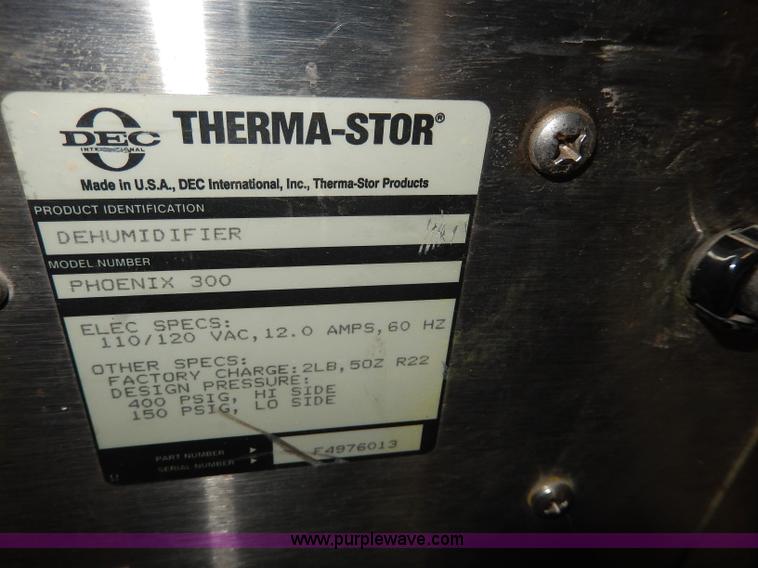 DEC
INTERNATIONAL
THERMA-STOR®
Made in U.S.A., DEC International, Inc., Therma-Stor Products
PRODUCT IDENTIFICATION
DEHUMIDIFIER
MODEL NUMBER
PHOENIX 300
ELEC SPECS:
110/120 VAC,12.0 AMPS,60 HZ
OTHER SPECS:
FACTORY CHARGE:2LB,5OZ R22
DESIGN PRESSURE:
400 PSIG, HI SIDE
150 PSIG, LO SIDE
PART NUMBER
SERIAL NUMBER
E4976013
www.purplewave.com